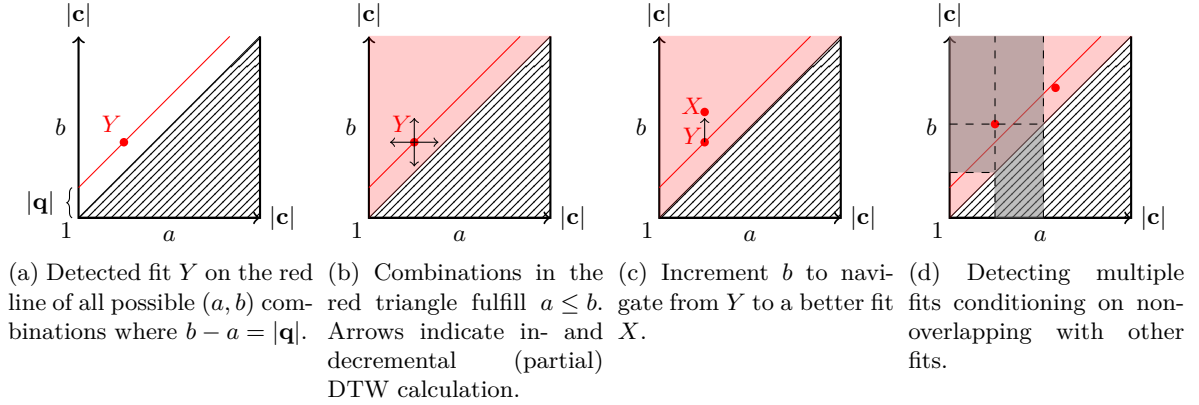 |c|
b
Y
|q| {
1
a
|c|
(a) Detected fit Y on the red
line of all possible (a, b) com-
binations where b − a = |q|.
|c|
b
Y
1
a
|c|
(b) Combinations in the
red triangle fulfill a ≤ b.
Arrows indicate in- and
decremental (partial)
DTW calculation.
|c|
X
b
Y
1
a
|c|
(c) Increment b to navi-
gate from Y to a better fit
X.
|c|
b
1
a
|c|
(d) Detecting multiple
fits conditioning on non-
overlapping with other
fits.